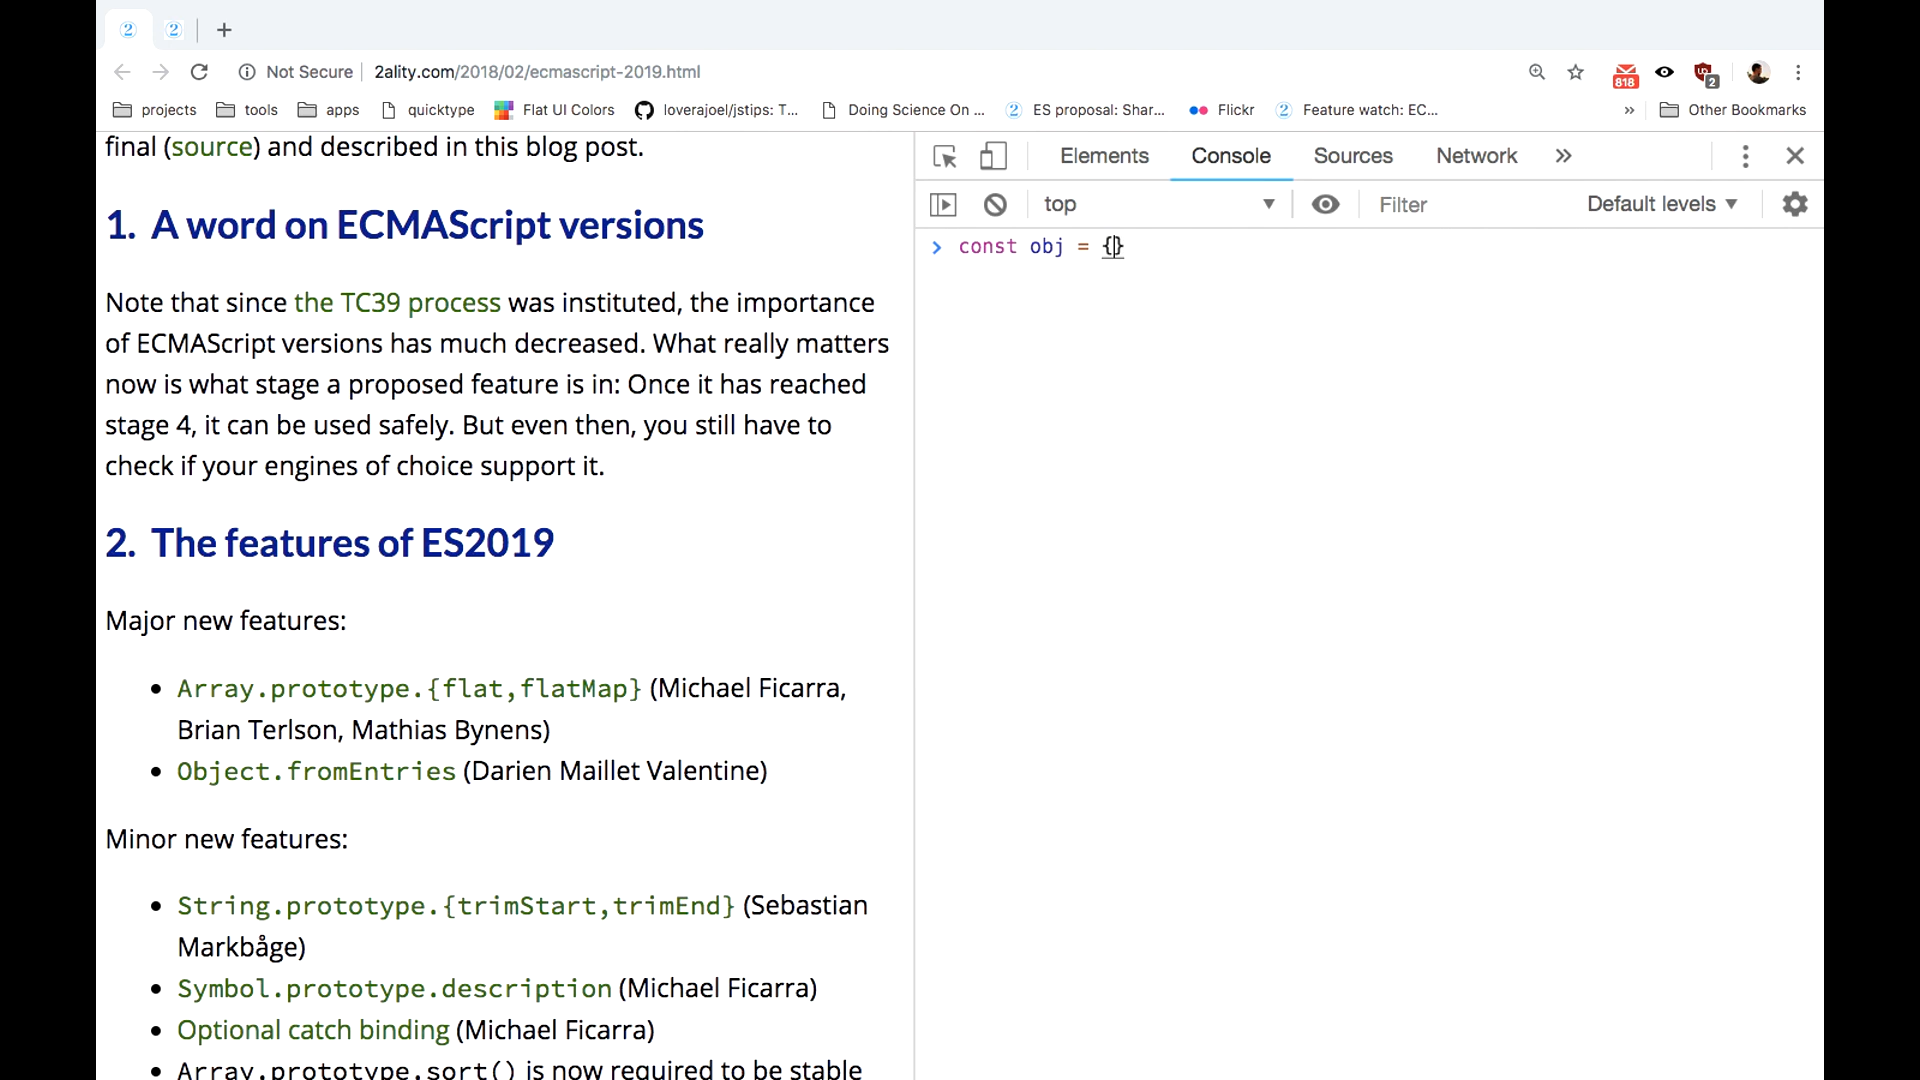 Not Secure 2ality.com/2018/02/ecmascript-2019.html
818
2
projects tools apps quicktype Flat UI Colors loverajoel/jstips: T... Doing Science On ... 2 ES proposal: Shar... Flickr 2 Feature watch: EC... » Other Bookmarks
final (source) and described in this blog post.
1. A word on ECMAScript versions
Note that since the TC39 process was instituted, the importance
of ECMAScript versions has much decreased. What really matters
now is what stage a proposed feature is in: Once it has reached
stage 4, it can be used safely. But even then, you still have to
check if your engines of choice support it.
2. The features of ES2019
Major new features:
• Array.prototype.{flat,flatMap} (Michael Ficarra,
Brian Terlson, Mathias Bynens)
• Object.fromEntries (Darien Maillet Valentine)
Minor new features:
• String.prototype.{trimStart,trimEnd} (Sebastian
Markbåge)
• Symbol.prototype.description (Michael Ficarra)
• Optional catch binding (Michael Ficarra)
• Array.prototype.sort() is now required to be stable
Elements Console Sources Network »
top Filter Default levels
const obj = {}